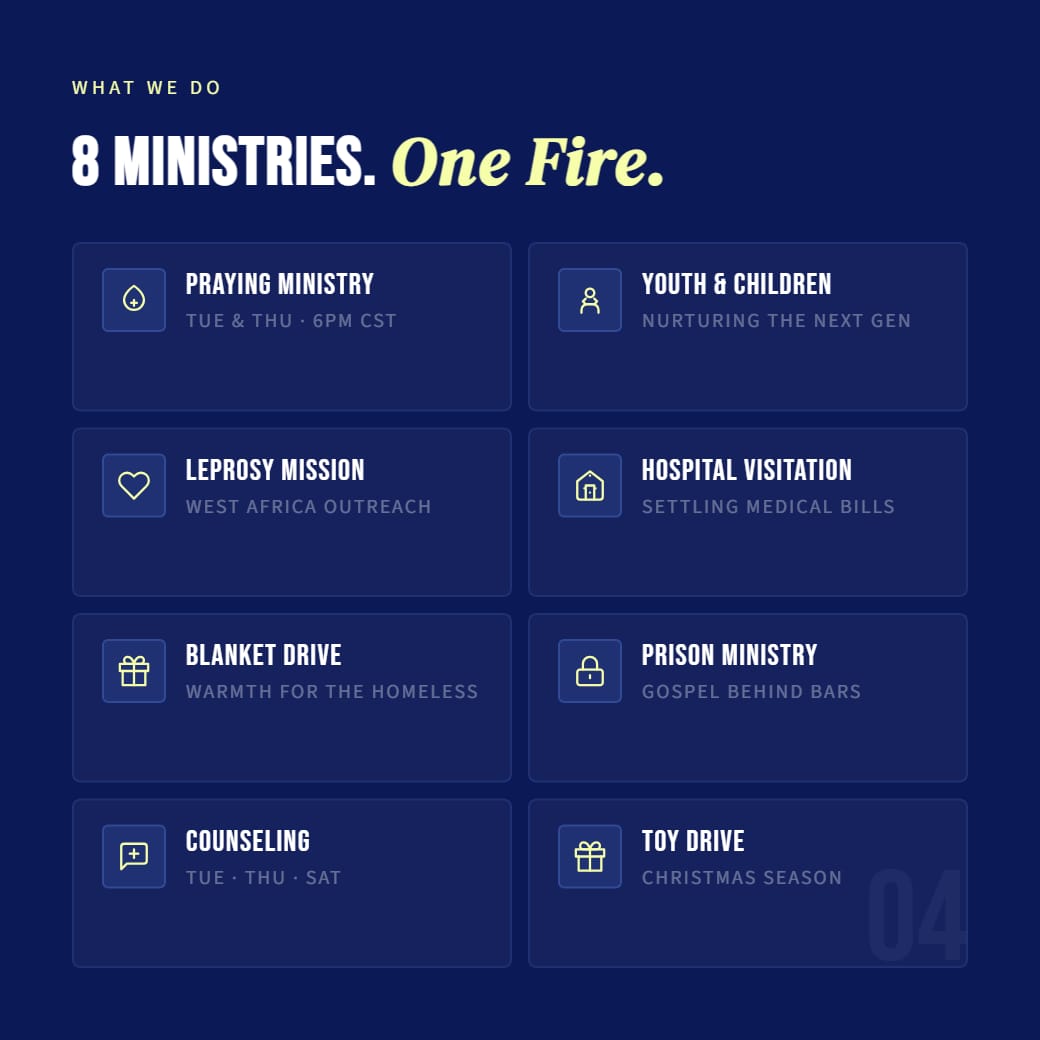 WHAT WE DO
8 MINISTRIES. One Fire.
PRAYING MINISTRY
TUE & THU · 6PM CST
YOUTH & CHILDREN
NURTURING THE NEXT GEN
LEPROSY MISSION
WEST AFRICA OUTREACH
HOSPITAL VISITATION
SETTLING MEDICAL BILLS
BLANKET DRIVE
WARMTH FOR THE HOMELESS
PRISON MINISTRY
GOSPEL BEHIND BARS
COUNSELING
TUE · THU · SAT
TOY DRIVE
CHRISTMAS SEASON
04